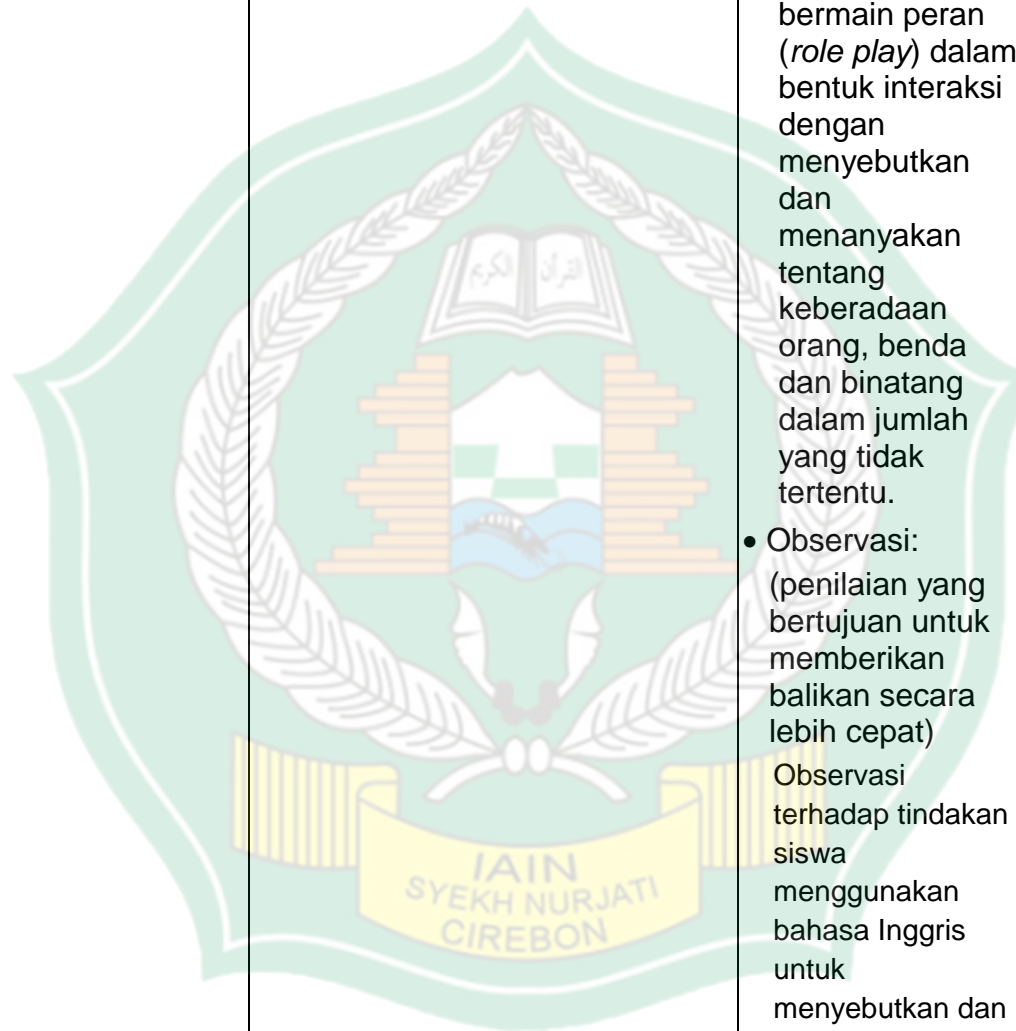 bermain peran
(role play) dalam
bentuk interaksi
dengan
menyebutkan
dan
menanyakan
tentang
keberadaan
orang, benda
dan binatang
dalam jumlah
yang tidak
tertentu.
• Observasi:
(penilaian yang
bertujuan untuk
memberikan
balikan secara
lebih cepat)
Observasi
terhadap tindakan
siswa
menggunakan
bahasa Inggris
untuk
menyebutkan dan
القرآن الكريم
IAIN
SYEKH NURJATI
CIREBON